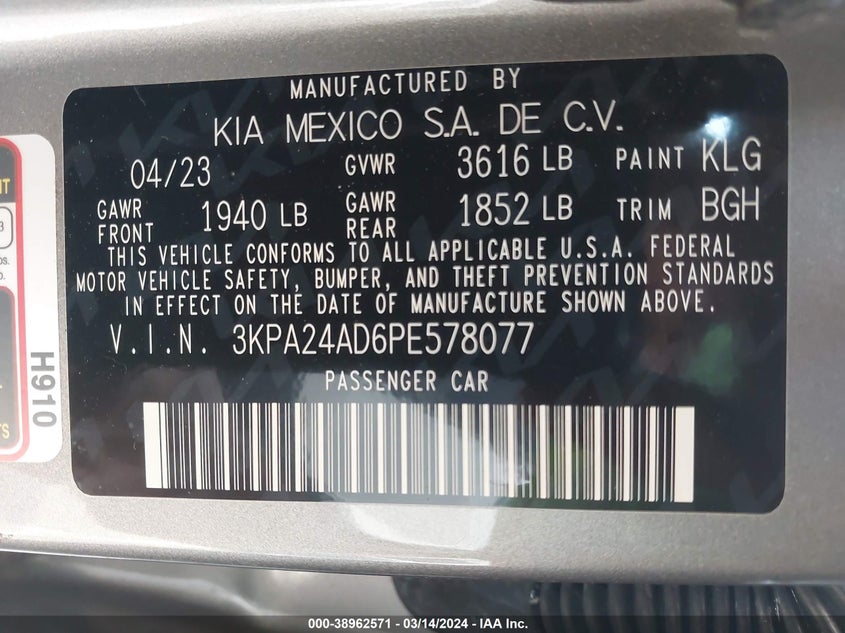 MANUFACTURED BY
KIA MEXICO S.A. DE C.V.
04/23 GVWR 3616 LB PAINT KLG
GAWR FRONT 1940 LB GAWR REAR 1852 LB TRIM BGH
THIS VEHICLE CONFORMS TO ALL APPLICABLE U.S.A. FEDERAL
MOTOR VEHICLE SAFETY, BUMPER, AND THEFT PREVENTION STANDARDS
IN EFFECT ON THE DATE OF MANUFACTURE SHOWN ABOVE.
V.I.N. 3KPA24AD6PE578077
PASSENGER CAR
H910
000-38962571 - 03/14/2024 - IAA Inc.